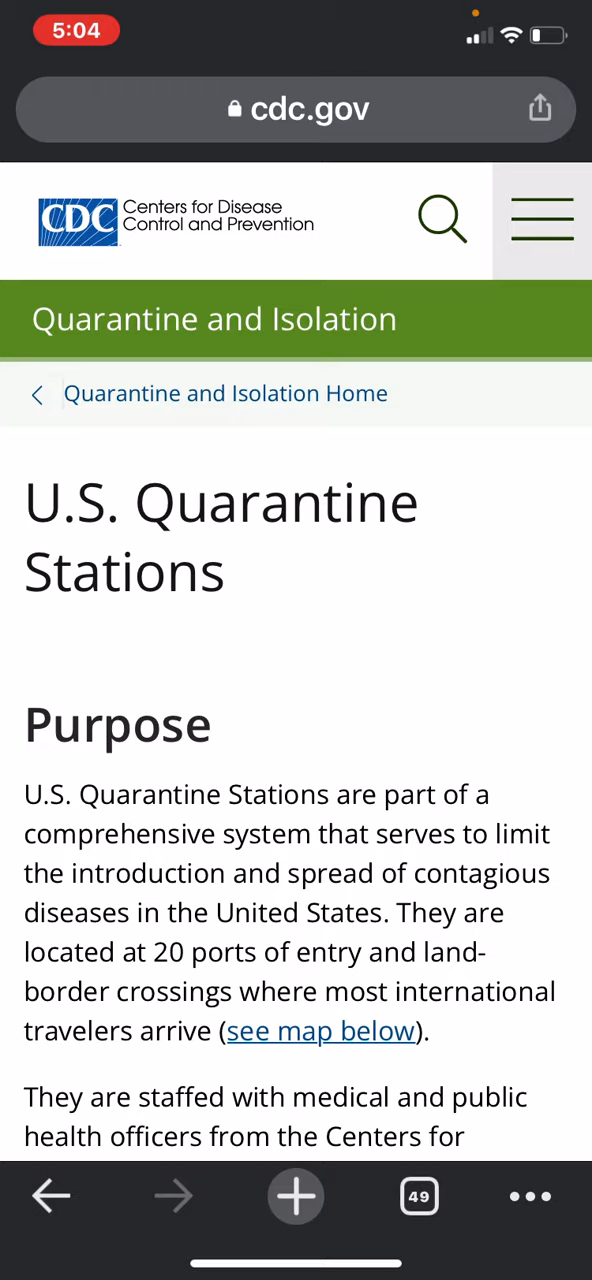 5:04
cdc.gov
CDC Centers for Disease
Control and Prevention
Quarantine and Isolation
Quarantine and Isolation Home
U.S. Quarantine
Stations
Purpose
U.S. Quarantine Stations are part of a
comprehensive system that serves to limit
the introduction and spread of contagious
diseases in the United States. They are
located at 20 ports of entry and land-
border crossings where most international
travelers arrive (see map below).
They are staffed with medical and public
health officers from the Centers for
49